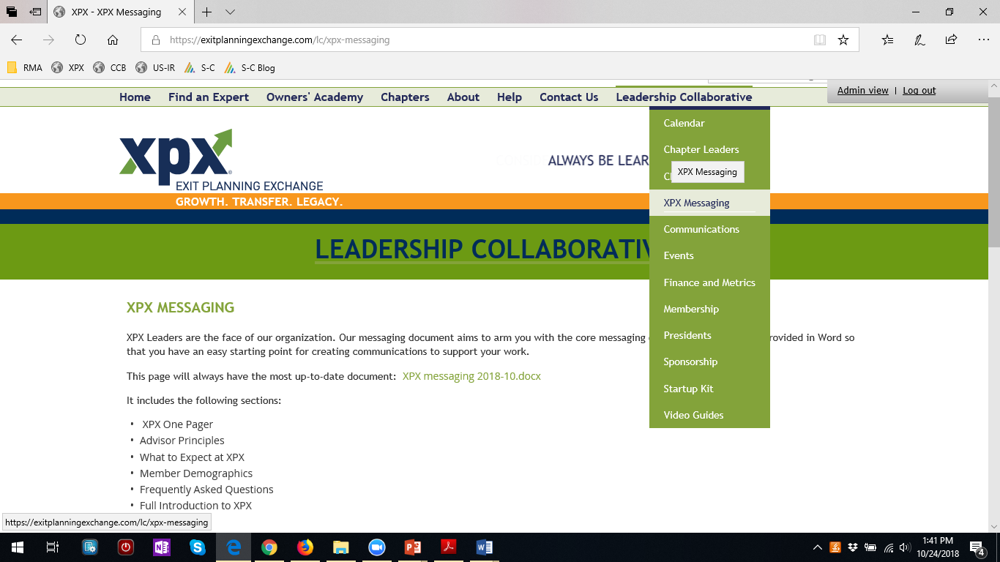 XPX - XPX Messaging
https://exitplanningexchange.com/lc/xpx-messaging
RMA XPX CCB US-IR S-C S-C Blog
Home Find an Expert Owners' Academy Chapters About Help Contact Us Leadership Collaborative
Admin view | Log out
xpx
EXIT PLANNING EXCHANGE
GROWTH. TRANSFER. LEGACY.
ALWAYS BE LEAR
Calendar
Chapter Leaders
XPX Messaging
XPX Messaging
Communications
Events
Finance and Metrics
Membership
Presidents
Sponsorship
Startup Kit
Video Guides
LEADERSHIP COLLABORATIV
XPX MESSAGING
XPX Leaders are the face of our organization. Our messaging document aims to arm you with the core messaging rovided in Word so
that you have an easy starting point for creating communications to support your work.
This page will always have the most up-to-date document: XPX messaging 2018-10.docx
It includes the following sections:
• XPX One Pager
• Advisor Principles
• What to Expect at XPX
• Member Demographics
• Frequently Asked Questions
• Full Introduction to XPX
https://exitplanningexchange.com/lc/xpx-messaging
1:41 PM
10/24/2018
4